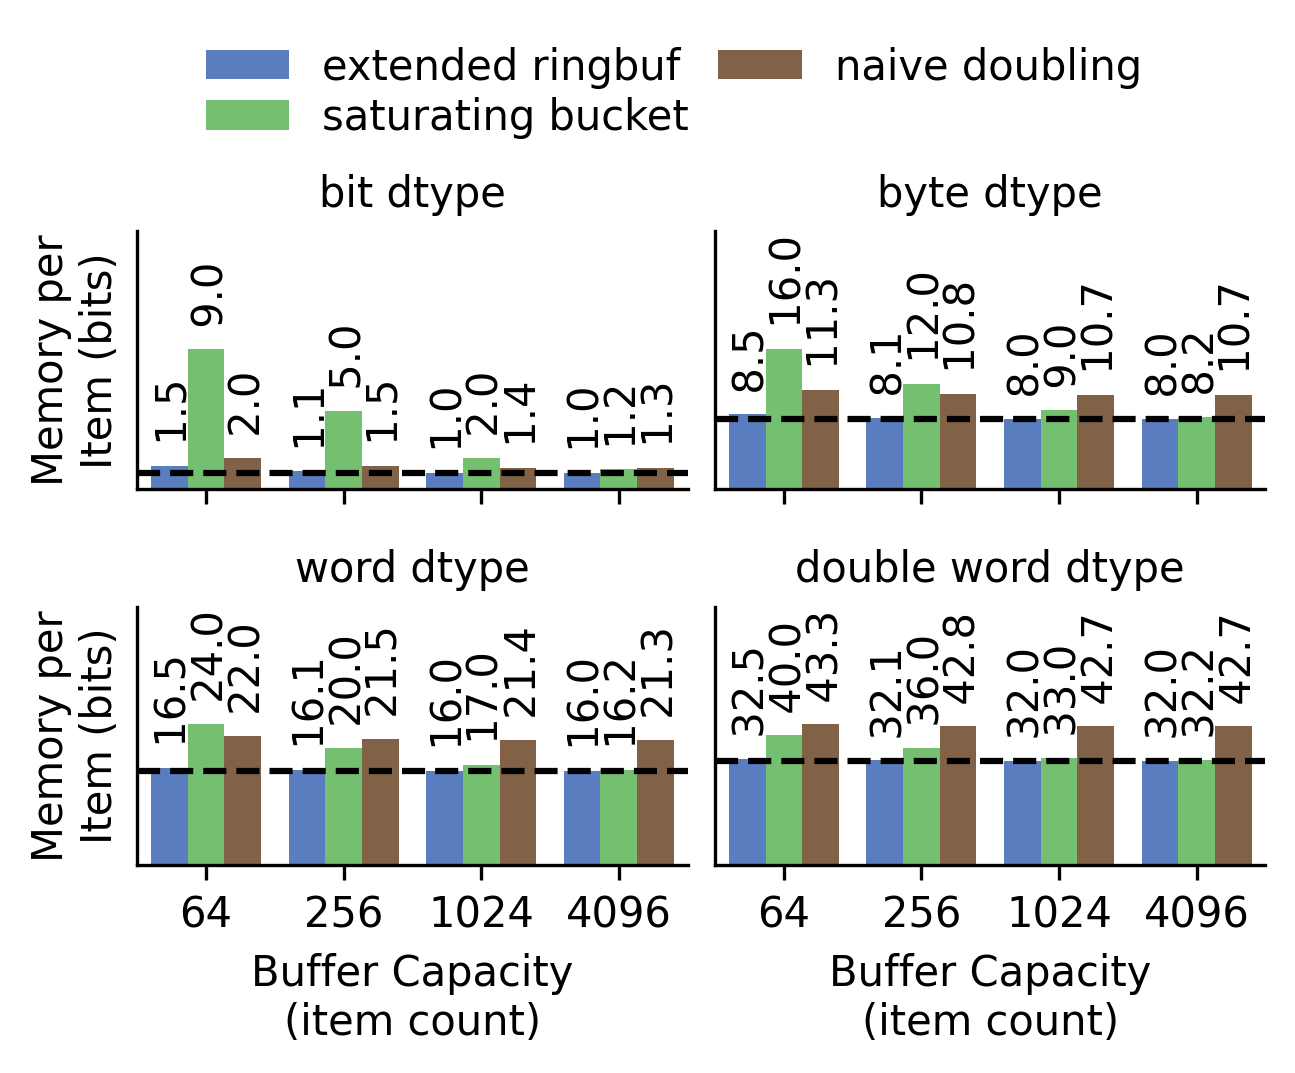 extended ringbuf
saturating bucket
naive doubling
bit dtype
byte dtype
Memory per
Item (bits)
1.5
9.0
2.0
1.1
5.0
1.5
1.0
2.0
1.4
1.0
1.2
1.3
8.5
16.0
11.3
8.1
12.0
10.8
8.0
9.0
10.7
8.0
8.2
10.7
word dtype
double word dtype
Memory per
Item (bits)
16.5
24.0
22.0
16.1
20.0
21.5
16.0
17.0
21.4
16.0
16.2
21.3
32.5
40.0
43.3
32.1
36.0
42.8
32.0
33.0
42.7
32.0
32.2
42.7
64 256 1024 4096
64 256 1024 4096
Buffer Capacity
(item count)
Buffer Capacity
(item count)